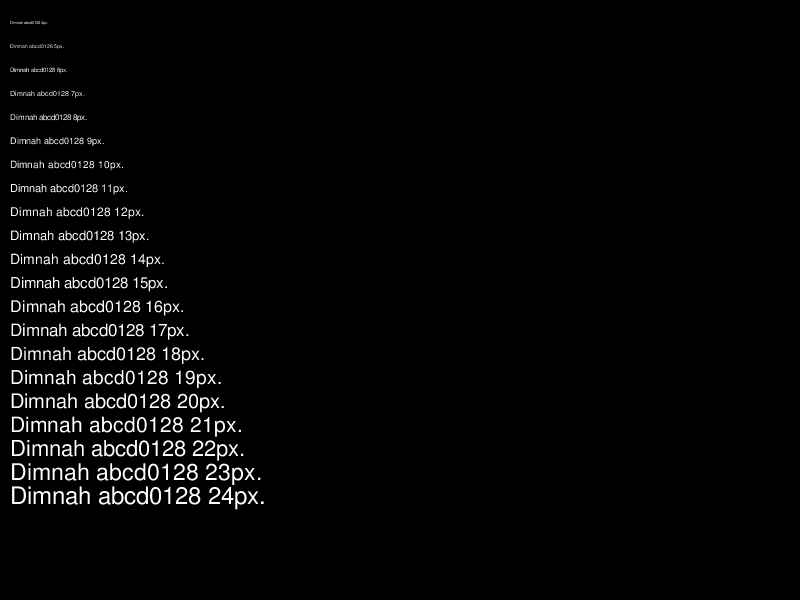 Dimnah abcd0128 4px.
Dimnah abcd0128 5px.
Dimnah abcd0128 6px.
Dimnah abcd0128 7px.
Dimnah abcd0128 8px.
Dimnah abcd0128 9px.
Dimnah abcd0128 10px.
Dimnah abcd0128 11px.
Dimnah abcd0128 12px.
Dimnah abcd0128 13px.
Dimnah abcd0128 14px.
Dimnah abcd0128 15px.
Dimnah abcd0128 16px.
Dimnah abcd0128 17px.
Dimnah abcd0128 18px.
Dimnah abcd0128 19px.
Dimnah abcd0128 20px.
Dimnah abcd0128 21px.
Dimnah abcd0128 22px.
Dimnah abcd0128 23px.
Dimnah abcd0128 24px.